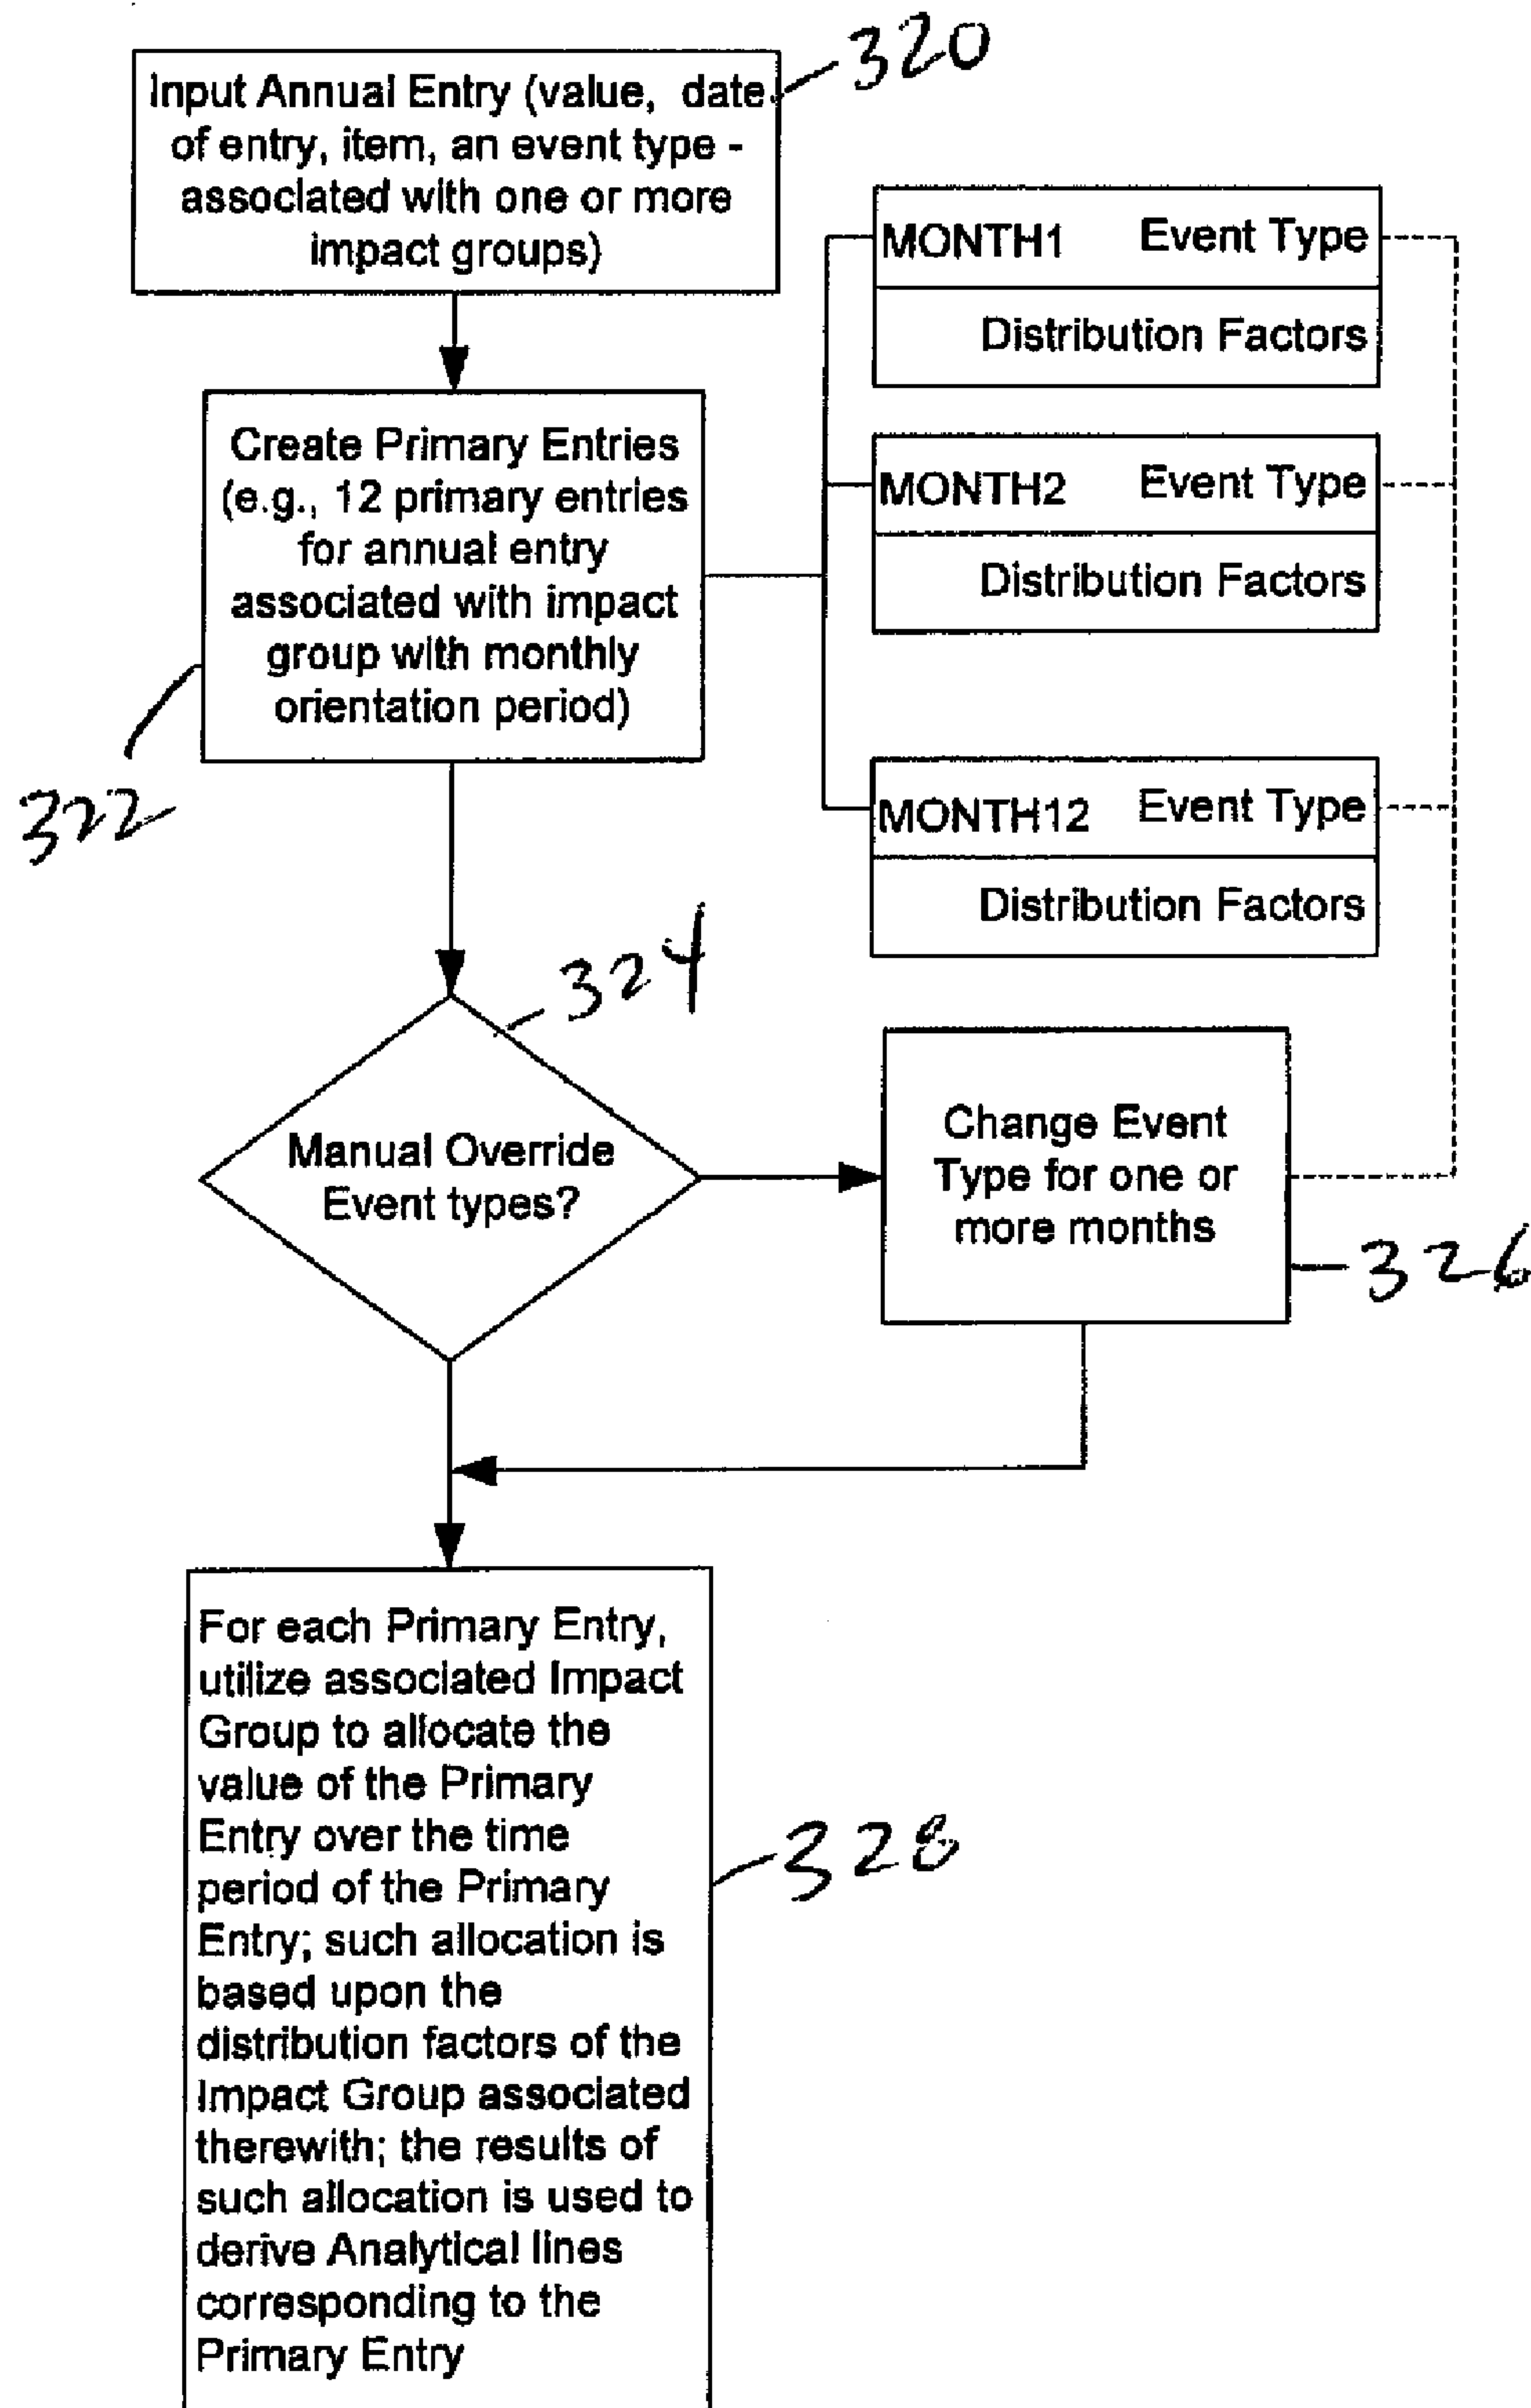 320
Input Annual Entry (value, date
of entry, item, an event type -
associated with one or more
impact groups)
MONTH1 Event Type
Distribution Factors
Create Primary Entries
(e.g., 12 primary entries
for annual entry
associated with impact
group with monthly
orientation period)
MONTH2 Event Type
Distribution Factors
322
MONTH12 Event Type
Distribution Factors
324
Manual Override
Event types?
Change Event
Type for one or
more months
326
For each Primary Entry,
utilize associated Impact
Group to allocate the
value of the Primary
Entry over the time
period of the Primary
Entry; such allocation is
based upon the
distribution factors of the
Impact Group associated
therewith; the results of
such allocation is used to
derive Analytical lines
corresponding to the
Primary Entry
328